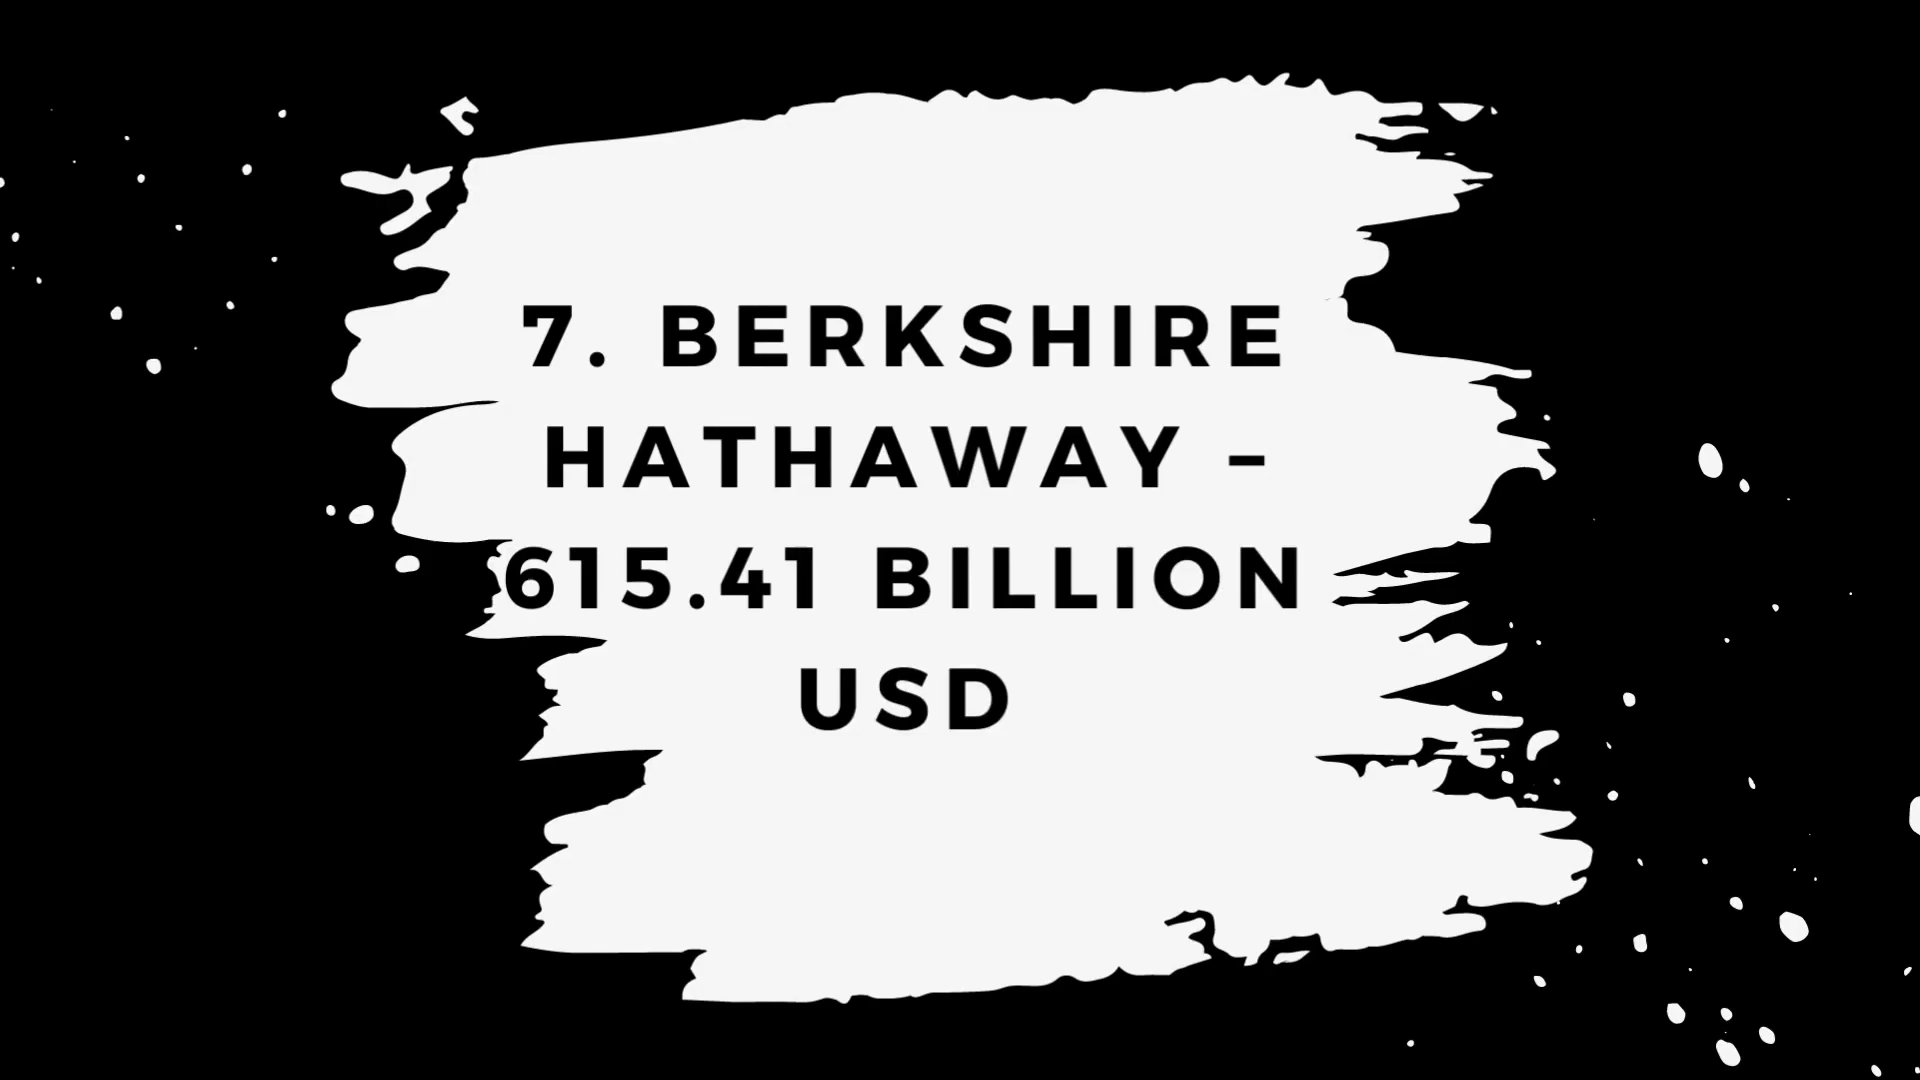 7. BERKSHIRE
HATHAWAY –
615.41 BILLION
USD